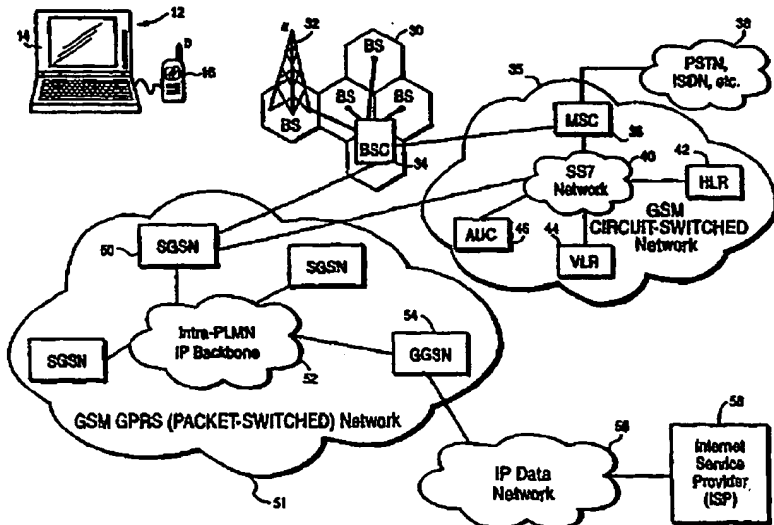 12
14
16
32
30
BS
BS
BS
BS
BSC
34
35
38
PSTN,
ISDN, etc.
MSC
36
40
42
SS7
Network
HLR
GSM
CIRCUIT-SWITCHED
Network
AUC
46
44
VLR
50
SGSN
SGSN
SGSN
Intra-PLMN
IP Backbone
52
54
GGSN
GSM GPRS (PACKET-SWITCHED) Network
51
56
IP Data
Network
58
Internet
Service
Provider
(ISP)